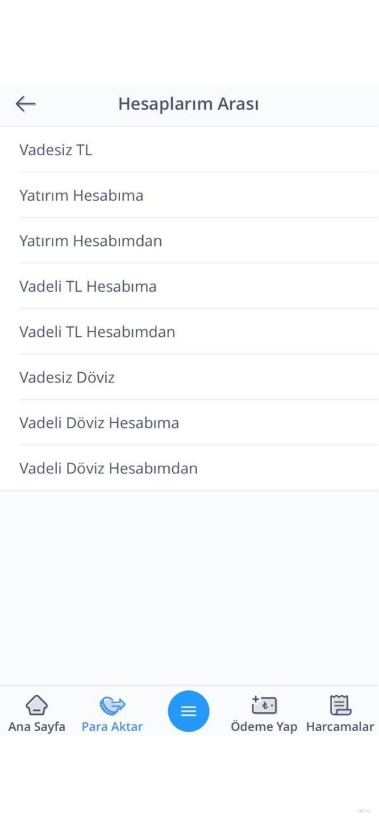 Hesaplarım Arası
Vadesiz TL
Yatırım Hesabıma
Yatırım Hesabımdan
Vadeli TL Hesabıma
Vadeli TL Hesabımdan
Vadesiz Döviz
Vadeli Döviz Hesabıma
Vadeli Döviz Hesabımdan
Ana Sayfa Para Aktar Ödeme Yap Harcamalar